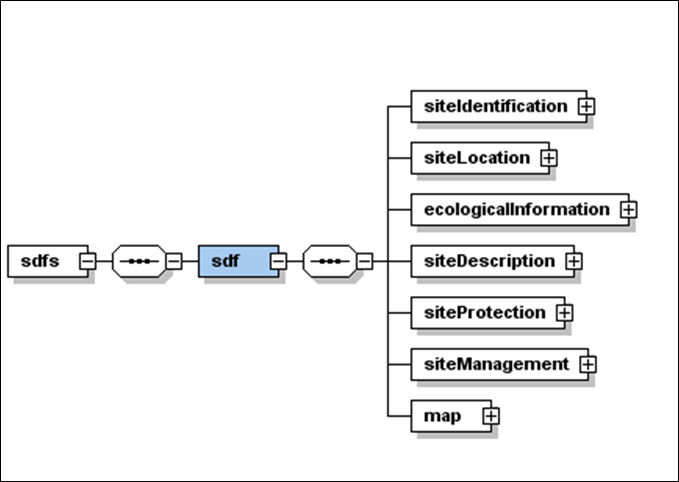 siteIdentification
siteLocation
ecologicalInformation
sdfs
sdf
siteDescription
siteProtection
siteManagement
map